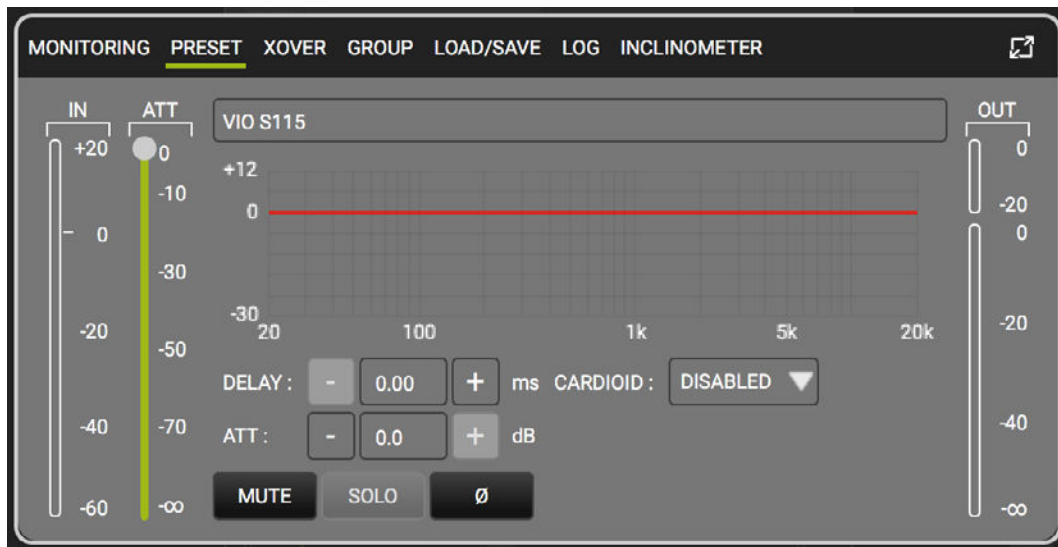 MONITORING PRESET XOVER GROUP LOAD/SAVE LOG INCLINOMETER
IN ATT OUT
VIO S115
+20 0 +12 0
-10 0 -20
0 0
-30 -30
20 100 1k 5k 20k
-20 -50 -20
DELAY : - 0.00 + ms CARDIOID : DISABLED
-40 -70 ATT : - 0.0 + dB -40
MUTE SOLO Ø
-60 -∞ -∞